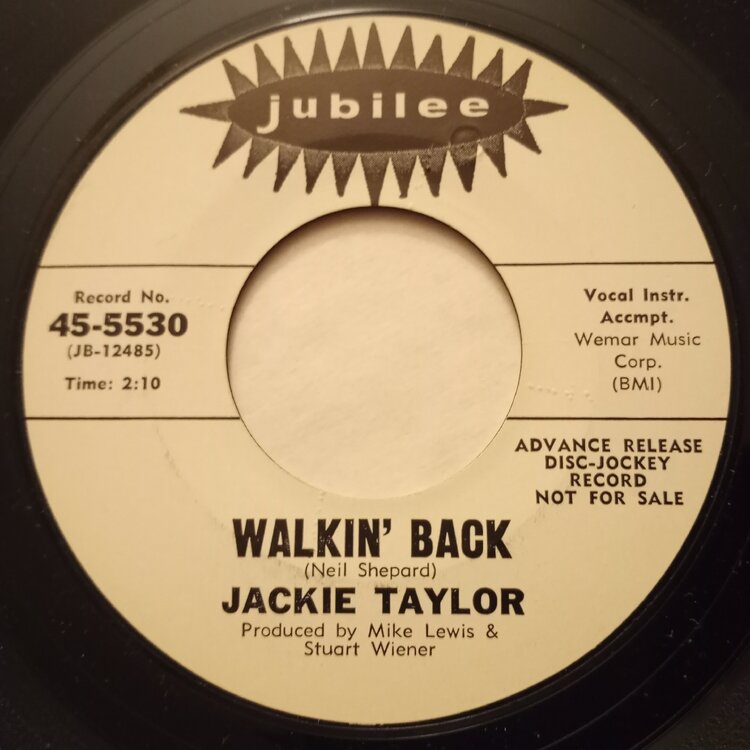 jubilee
Record No.
45-5530
(JB-12485)
Time: 2:10
Vocal Instr.
Accmpt.
Wemar Music
Corp.
(BMI)
ADVANCE RELEASE
DISC-JOCKEY
RECORD
NOT FOR SALE
WALKIN' BACK
(Neil Shepard)
JACKIE TAYLOR
Produced by Mike Lewis &
Stuart Wiener